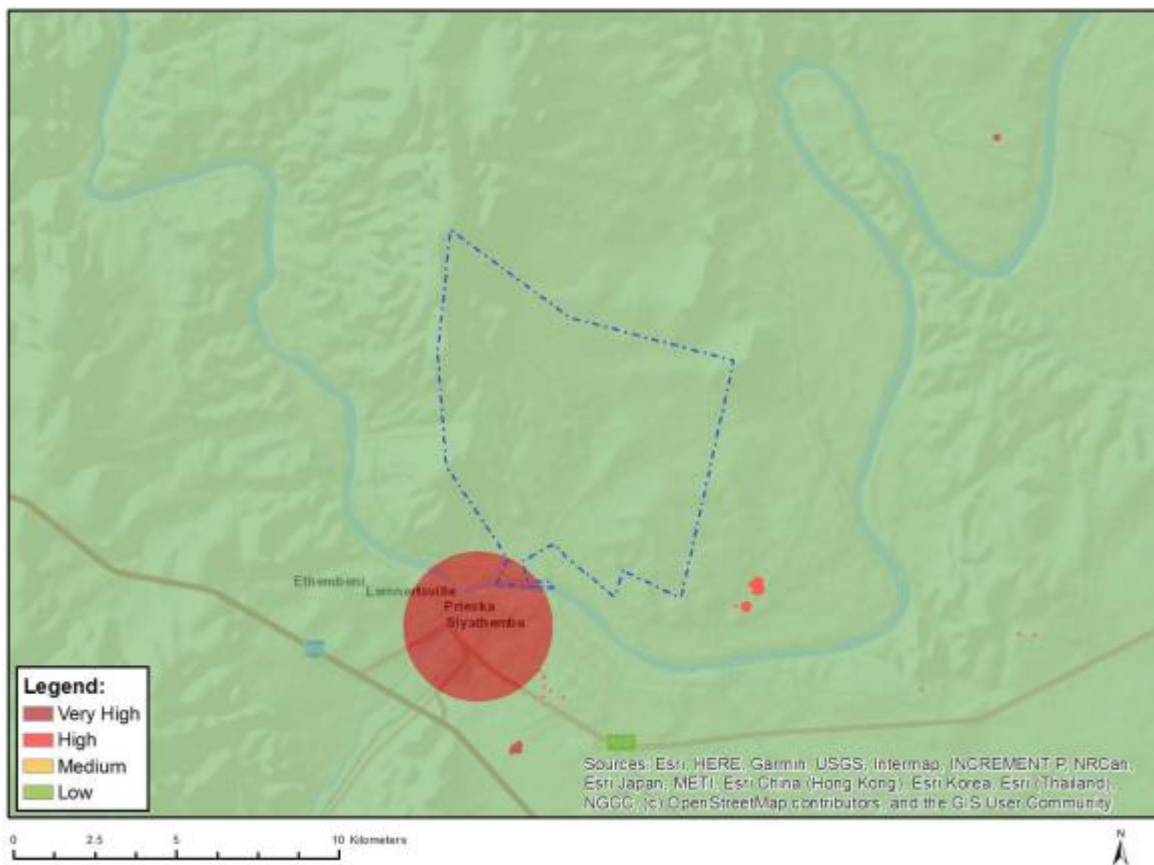 Ethembeni
Lemnertsville
Prieska
Siyathemba
Legend:
Very High
High
Medium
Low
Sources: Esri, HERE, Garmin, USGS, Intermap, INCREMENT P, NRCan,
Esri Japan, METI, Esri China (Hong Kong), Esri Korea, Esri (Thailand),
NGCC, (c) OpenStreetMap contributors, and the GIS User Community
0 2.5 5 10 Kilometers
N